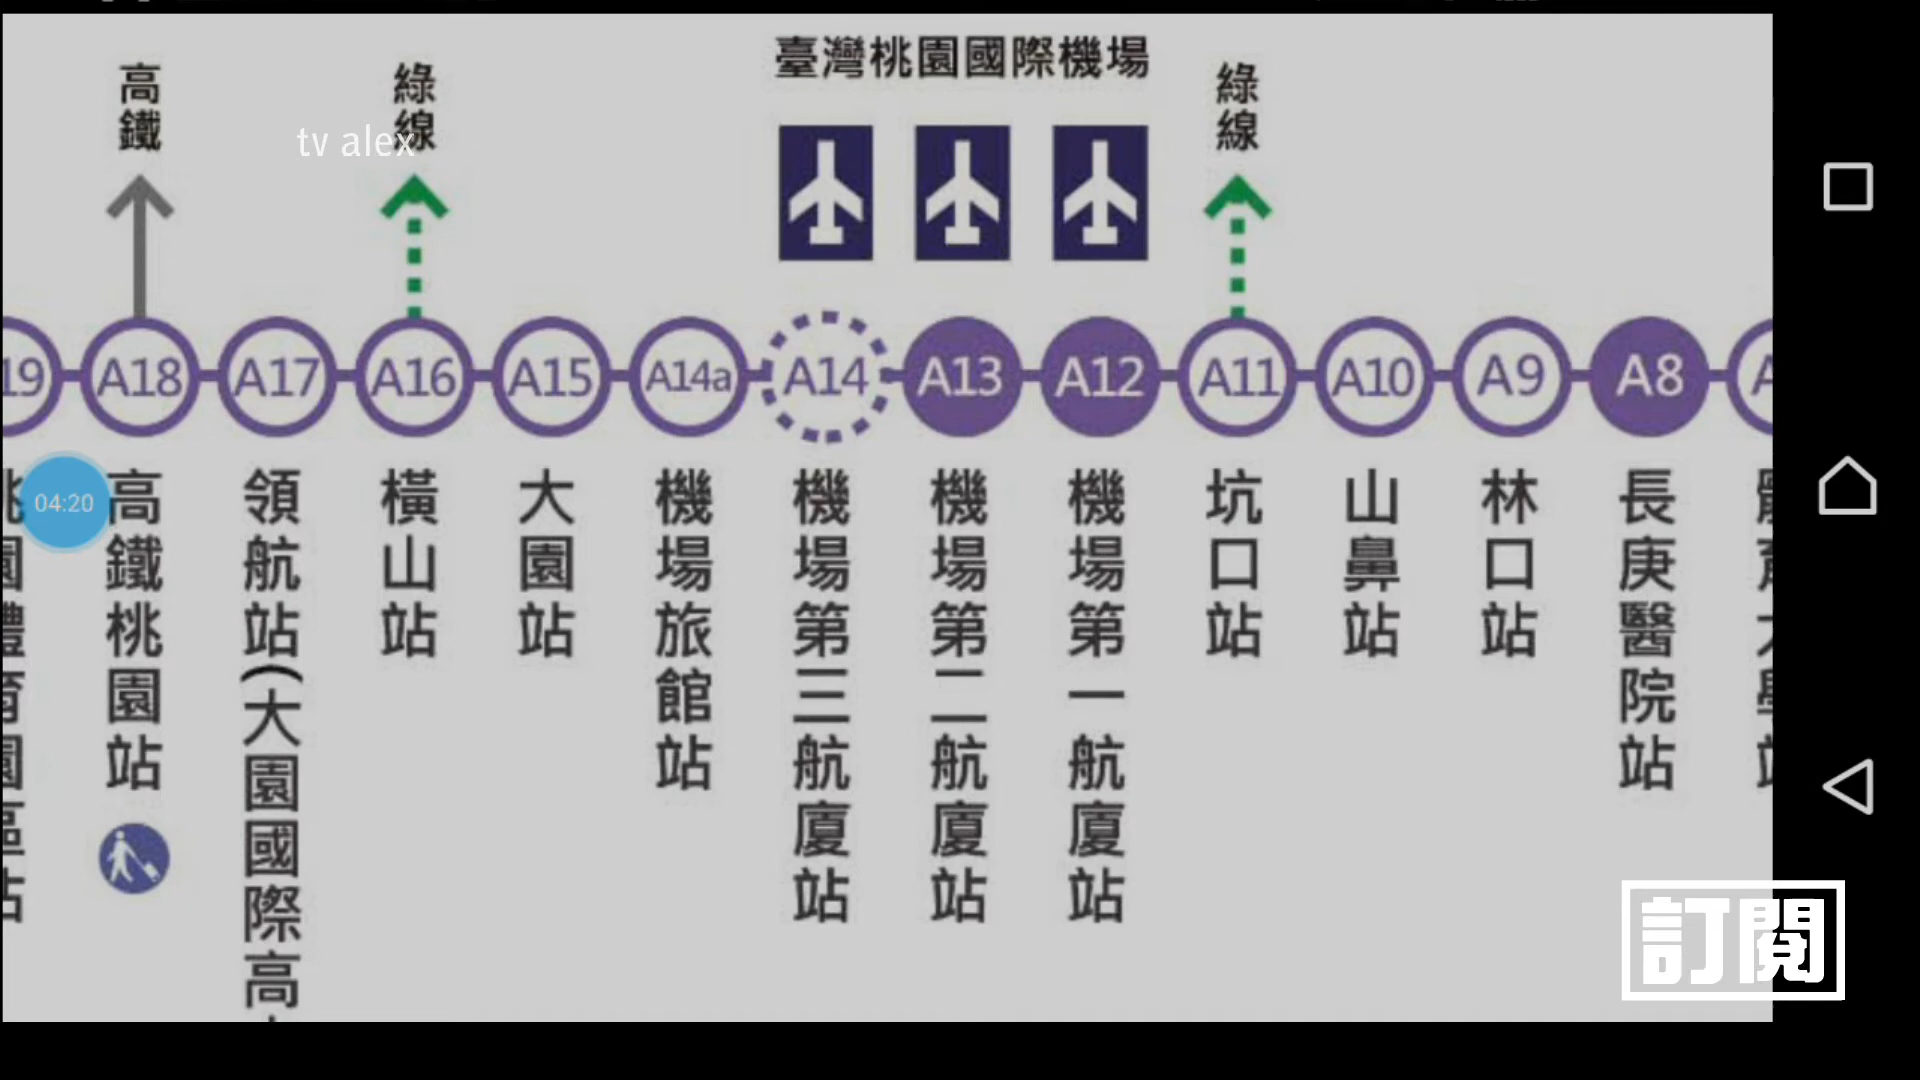 臺灣桃園國際機場
高鐵
綠線
綠線
tv alex
19
A18
A17
A16
A15
A14a
A14
A13
A12
A11
A10
A9
A8
04:20
高鐵桃園站
領航站(大園國際高
橫山站
大園站
機場旅館站
機場第三航廈站
機場第二航廈站
機場第一航廈站
坑口站
山鼻站
林口站
長庚醫院站
訂閱